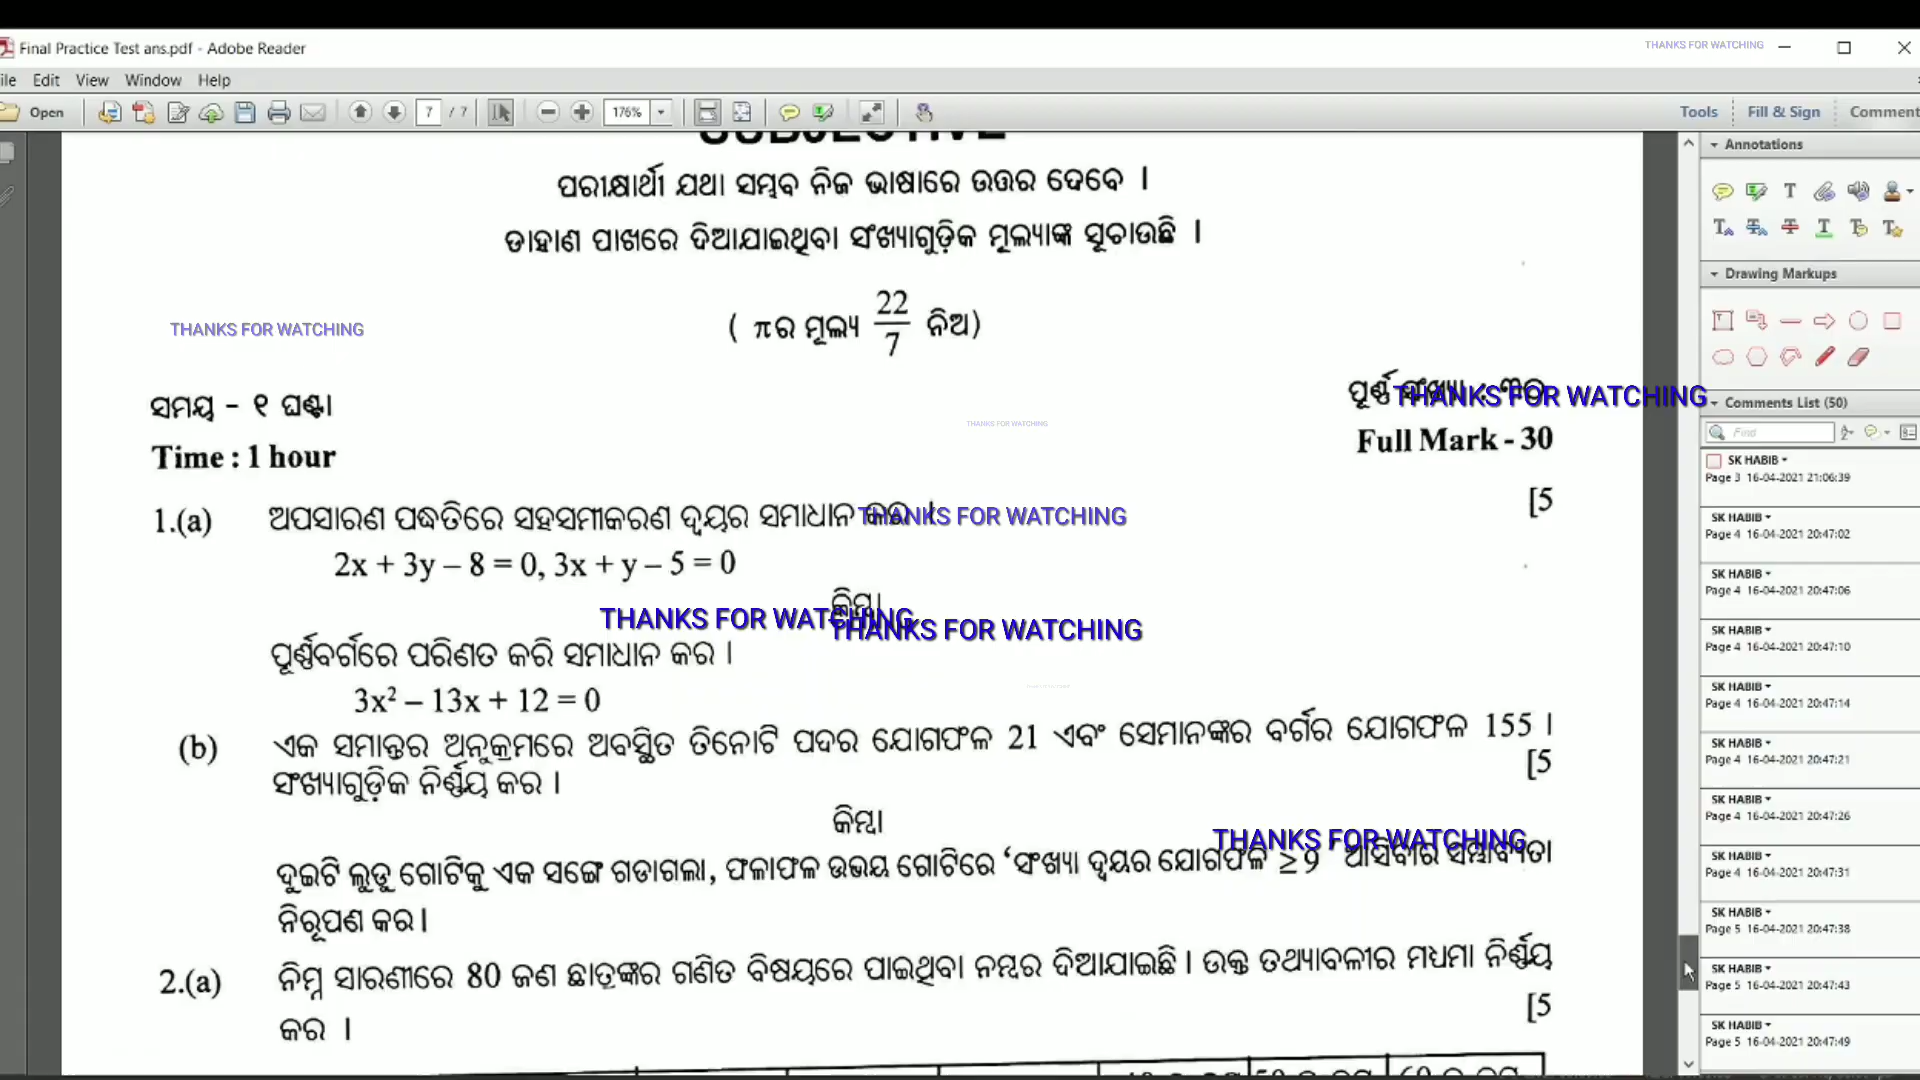 Final Practice Test ans.pdf - Adobe Reader
THANKS FOR WATCHING
ile Edit View Window Help
Open 7 / 7 176% Tools Fill & Sign Comment
SUBJECTIVE
ପରୀକ୍ଷାର୍ଥୀ ଯଥା ସମ୍ଭବ ନିଜ ଭାଷାରେ ଉତ୍ତର ଦେବେ ।
ଡାହାଣ ପାଖରେ ଦିଆଯାଇଥିବା ସଂଖ୍ୟାଗୁଡ଼ିକ ମୂଲ୍ୟାଙ୍କ ସୂଚାଉଛି ।
( πର ମୂଲ୍ୟ 22/7 ନିଅ)
THANKS FOR WATCHING
ସମୟ - ୧ ଘଣ୍ଟା
ପୂର୍ଣ୍ଣ ସଂଖ୍ୟା : ୩୦
THANKS FOR WATCHING
THANKS FOR WATCHING
Time : 1 hour
Full Mark - 30
1.(a) ଅପସାରଣ ପଦ୍ଧତିରେ ସହସମୀକରଣ ଦ୍ୱୟର ସମାଧାନ କର । [5
THANKS FOR WATCHING
2x + 3y – 8 = 0, 3x + y – 5 = 0
କିମ୍ବା
THANKS FOR WATCHING
THANKS FOR WATCHING
ପୂର୍ଣ୍ଣବର୍ଗରେ ପରିଣତ କରି ସମାଧାନ କର ।
3x² – 13x + 12 = 0
(b) ଏକ ସମାନ୍ତର ଅନୁକ୍ରମରେ ଅବସ୍ଥିତ ତିନୋଟି ପଦର ଯୋଗଫଳ 21 ଏବଂ ସେମାନଙ୍କର ବର୍ଗର ଯୋଗଫଳ 155 ।
ସଂଖ୍ୟାଗୁଡ଼ିକ ନିର୍ଣ୍ଣୟ କର । [5
କିମ୍ବା
THANKS FOR WATCHING
ଦୁଇଟି ଲୁଡୁ ଗୋଟିକୁ ଏକ ସଙ୍ଗେ ଗଡାଗଲା, ଫଳାଫଳ ଉଭୟ ଗୋଟିରେ ‘ସଂଖ୍ୟା ଦ୍ୱୟର ଯୋଗଫଳ ≥ 9’ ଆସିବାର ସମ୍ଭାବ୍ୟତା
ନିରୂପଣ କର ।
2.(a) ନିମ୍ନ ସାରଣୀରେ 80 ଜଣ ଛାତ୍ରଙ୍କର ଗଣିତ ବିଷୟରେ ପାଇଥିବା ନମ୍ବର ଦିଆଯାଇଛି । ଉକ୍ତ ତଥ୍ୟାବଳୀର ମଧ୍ୟମା ନିର୍ଣ୍ଣୟ
କର । [5
Annotations
Drawing Markups
Comments List (50)
Find
SK HABIB
Page 3 16-04-2021 21:06:39
SK HABIB
Page 4 16-04-2021 20:47:02
SK HABIB
Page 4 16-04-2021 20:47:06
SK HABIB
Page 4 16-04-2021 20:47:10
SK HABIB
Page 4 16-04-2021 20:47:14
SK HABIB
Page 4 16-04-2021 20:47:21
SK HABIB
Page 4 16-04-2021 20:47:26
SK HABIB
Page 4 16-04-2021 20:47:31
SK HABIB
Page 5 16-04-2021 20:47:38
SK HABIB
Page 5 16-04-2021 20:47:43
SK HABIB
Page 5 16-04-2021 20:47:49